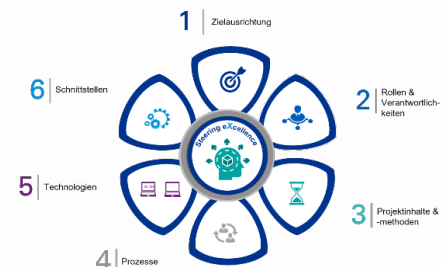 1 Zielausrichtung
2 Rollen &
Verantwortlich-
keiten
3 Projektinhalte &
-methoden
4 Prozesse
5 Technologien
6 Schnittstellen
Steering eXcellence